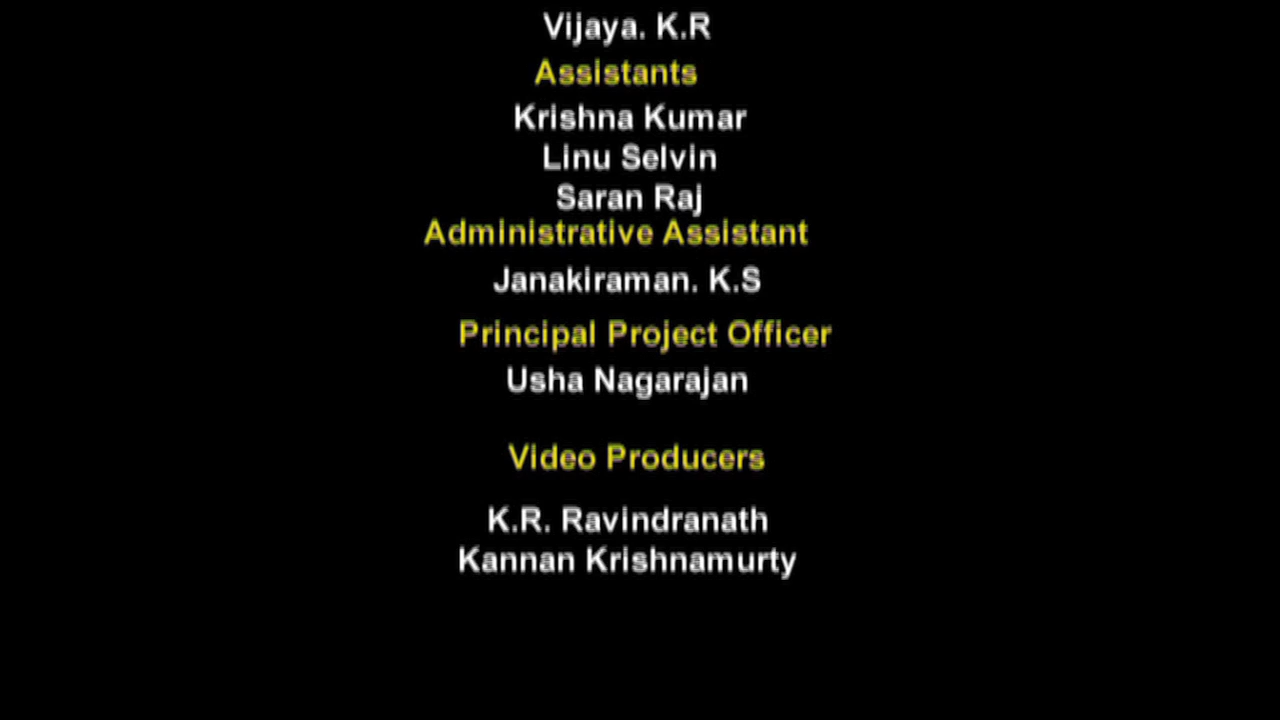 Vijaya. K.R
Assistants
Krishna Kumar
Linu Selvin
Saran Raj
Administrative Assistant
Janakiraman. K.S
Principal Project Officer
Usha Nagarajan
Video Producers
K.R. Ravindranath
Kannan Krishnamurty